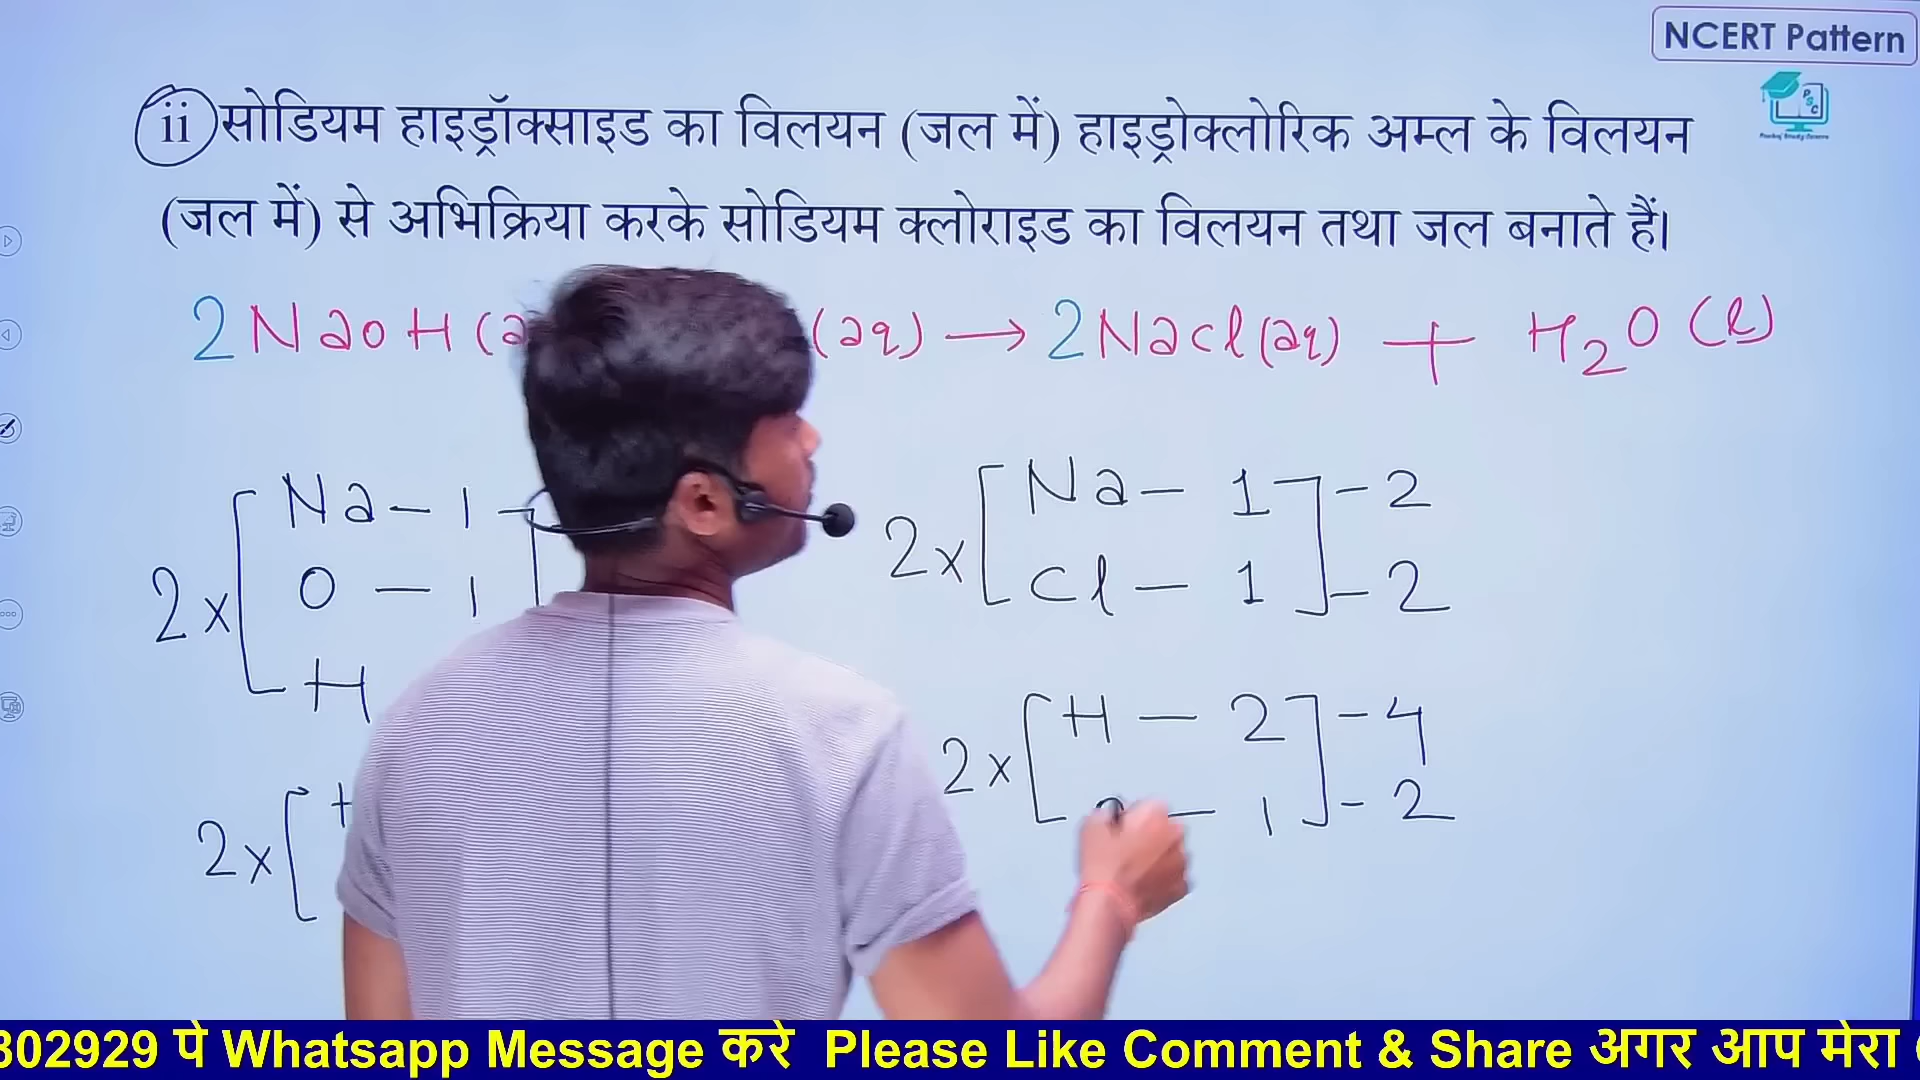 NCERT Pattern
ii सोडियम हाइड्रॉक्साइड का विलयन (जल में) हाइड्रोक्लोरिक अम्ल के विलयन
(जल में) से अभिक्रिया करके सोडियम क्लोराइड का विलयन तथा जल बनाते हैं।
2NaOH (a (aq) → 2NaCl(aq) + H₂O (l)
2x [ Na - 1
O - 1
H
2x [
2x [ Na - 1 ] - 2
Cl - 1 ] - 2
2x [ H - 2 ] - 4
- 1 ] - 2
302929 पे Whatsapp Message करे Please Like Comment & Share अगर आप मेरा